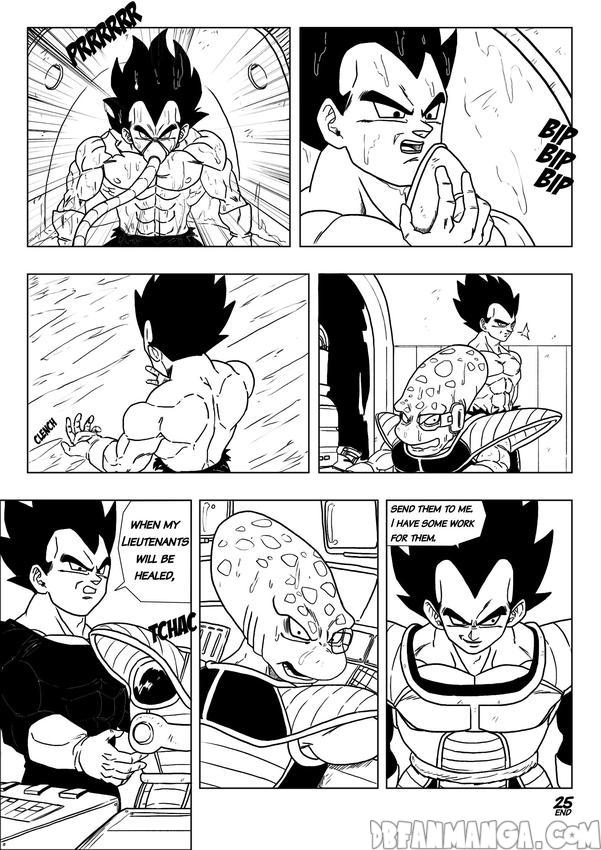 PRRRRRR
BIP
BIP
BIP
CLENCH
WHEN MY
LIEUTENANTS
WILL BE
HEALED,
TCHAC
SEND THEM TO ME.
I HAVE SOME WORK
FOR THEM.
25
END
DBFANMANGA.COM